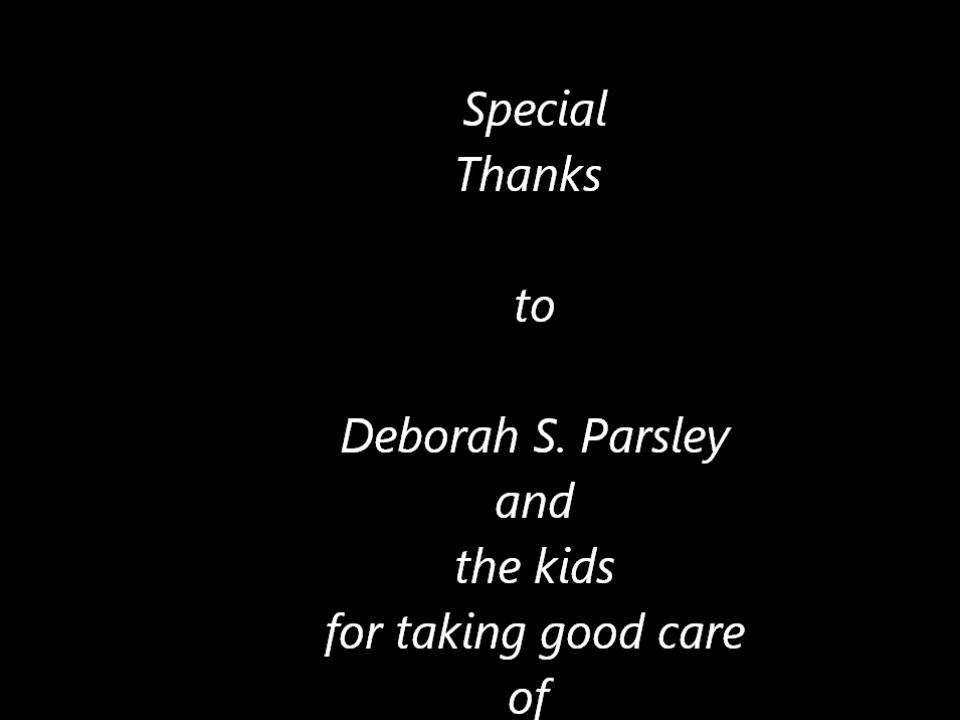 Special
Thanks
to
Deborah S. Parsley
and
the kids
for taking good care
of